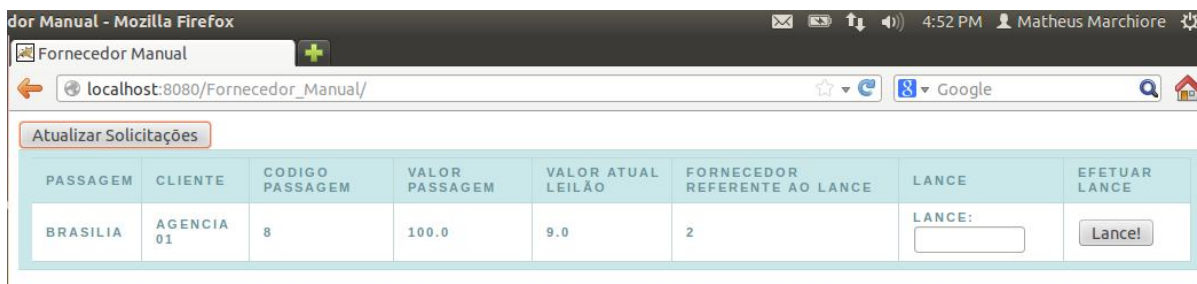 dor Manual - Mozilla Firefox 4:52 PM Matheus Marchiore
Fornecedor Manual
localhost:8080/Fornecedor_Manual/ Google
Atualizar Solicitações
PASSAGEM CLIENTE CODIGO PASSAGEM VALOR PASSAGEM VALOR ATUAL LEILÃO FORNECEDOR REFERENTE AO LANCE LANCE EFETUAR LANCE
BRASILIA AGENCIA 01 8 100.0 9.0 2 LANCE: Lance!